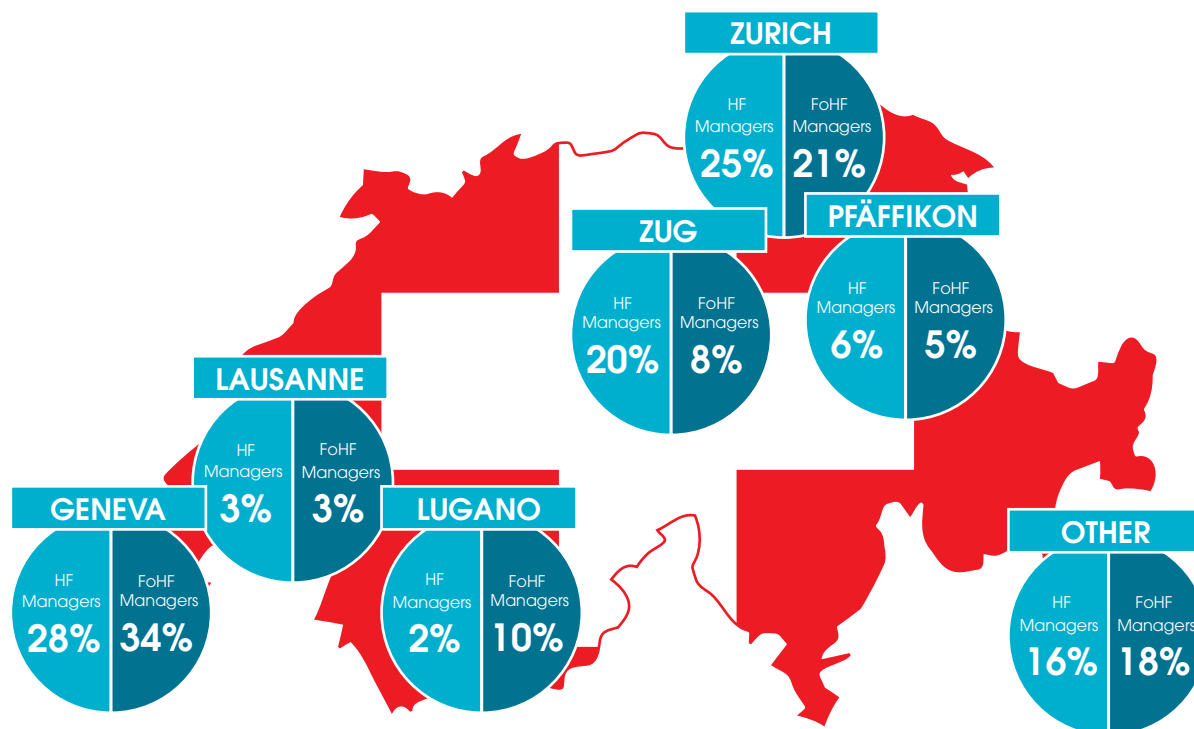 ZURICH
HF
Managers
25%
FoHF
Managers
21%
ZUG
HF
Managers
20%
FoHF
Managers
8%
PFÄFFIKON
HF
Managers
6%
FoHF
Managers
5%
LAUSANNE
HF
Managers
3%
FoHF
Managers
3%
GENEVA
HF
Managers
28%
FoHF
Managers
34%
LUGANO
HF
Managers
2%
FoHF
Managers
10%
OTHER
HF
Managers
16%
FoHF
Managers
18%